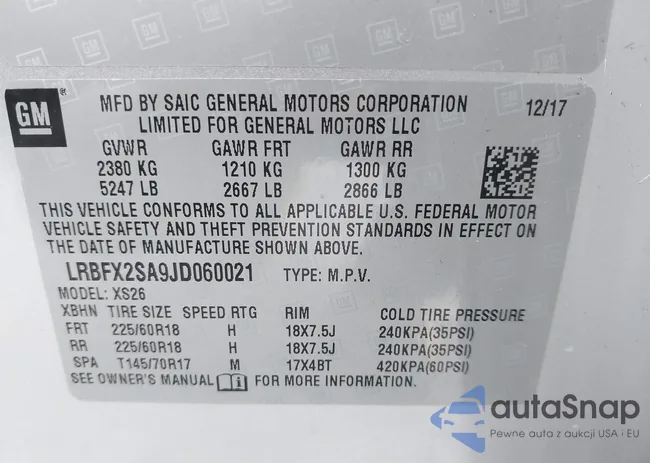 GM
MFD BY SAIC GENERAL MOTORS CORPORATION 12/17
LIMITED FOR GENERAL MOTORS LLC
GVWR GAWR FRT GAWR RR
2380 KG 1210 KG 1300 KG
5247 LB 2667 LB 2866 LB
THIS VEHICLE CONFORMS TO ALL APPLICABLE U.S. FEDERAL MOTOR
VEHICLE SAFETY AND THEFT PREVENTION STANDARDS IN EFFECT ON
THE DATE OF MANUFACTURE SHOWN ABOVE.
LRBFX2SA9JD060021 TYPE: M.P.V.
MODEL: XS26
XBHN TIRE SIZE SPEED RTG RIM COLD TIRE PRESSURE
FRT 225/60R18 H 18X7.5J 240KPA(35PSI)
RR 225/60R18 H 18X7.5J 240KPA(35PSI)
SPA T145/70R17 M 17X4BT 420KPA(60PSI)
SEE OWNER'S MANUAL FOR MORE INFORMATION.
autaSnap
Pewne auta z aukcji USA i EU